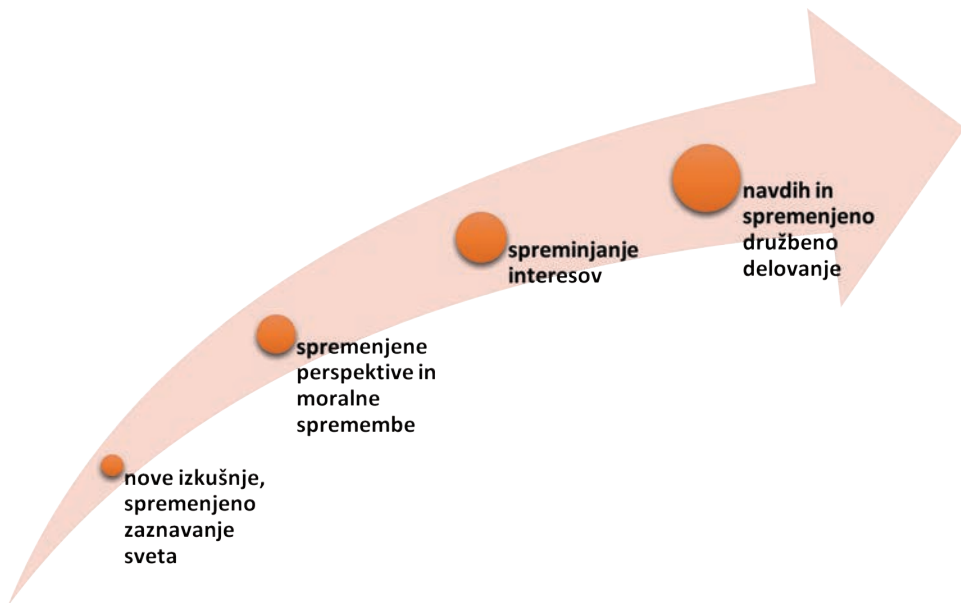 nove izkušnje,
spremenjeno
zaznavanje
sveta
spremenjene
perspektive in
moralne
spremembe
spreminjanje
interesov
navdih in
spremenjeno
družbeno
delovanje